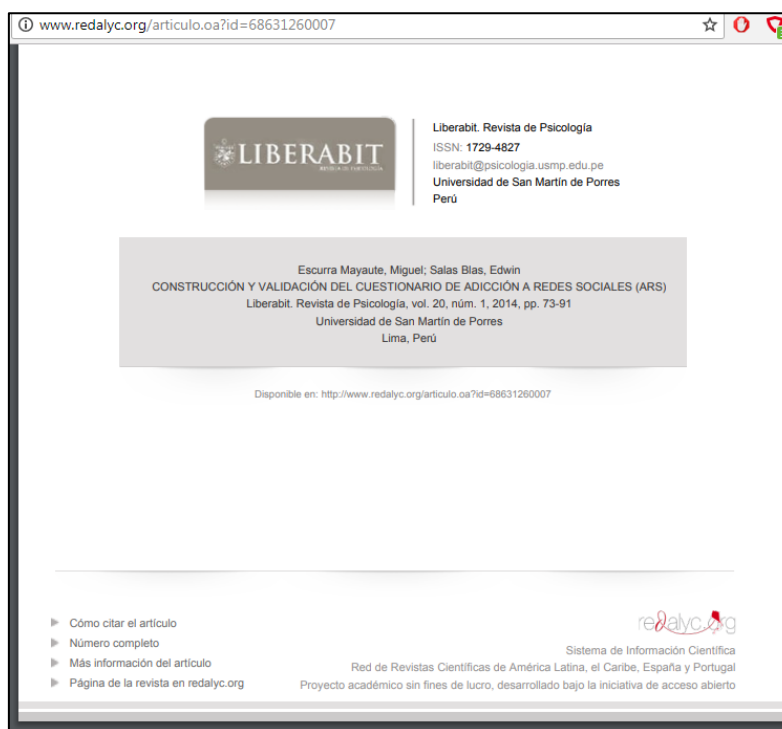 www.redalyc.org/articulo.oa?id=68631260007
LIBERABIT
REVISTA DE PSICOLOGÍA
Liberabit. Revista de Psicología
ISSN: 1729-4827
liberabit@psicologia.usmp.edu.pe
Universidad de San Martín de Porres
Perú
Escurra Mayaute, Miguel; Salas Blas, Edwin
CONSTRUCCIÓN Y VALIDACIÓN DEL CUESTIONARIO DE ADICCIÓN A REDES SOCIALES (ARS)
Liberabit. Revista de Psicología, vol. 20, núm. 1, 2014, pp. 73-91
Universidad de San Martín de Porres
Lima, Perú
Disponible en: http://www.redalyc.org/articulo.oa?id=68631260007
Cómo citar el artículo
Número completo
Más información del artículo
Página de la revista en redalyc.org
redalyc.org
Sistema de Información Científica
Red de Revistas Científicas de América Latina, el Caribe, España y Portugal
Proyecto académico sin fines de lucro, desarrollado bajo la iniciativa de acceso abierto